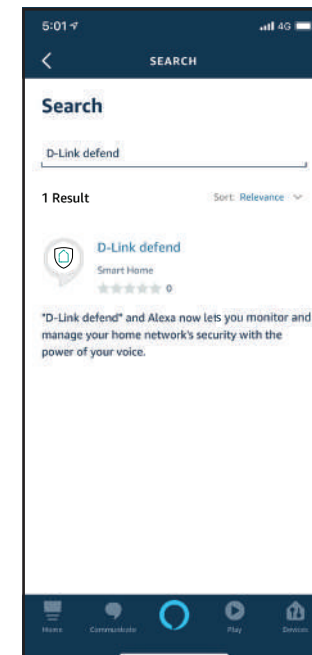 5:01
4G
SEARCH
Search
D-Link defend
1 Result
Sort: Relevance
D-Link defend
Smart Home
0
"D-Link defend" and Alexa now lets you monitor and
manage your home network's security with the
power of your voice.
Home Communicate Play Devices